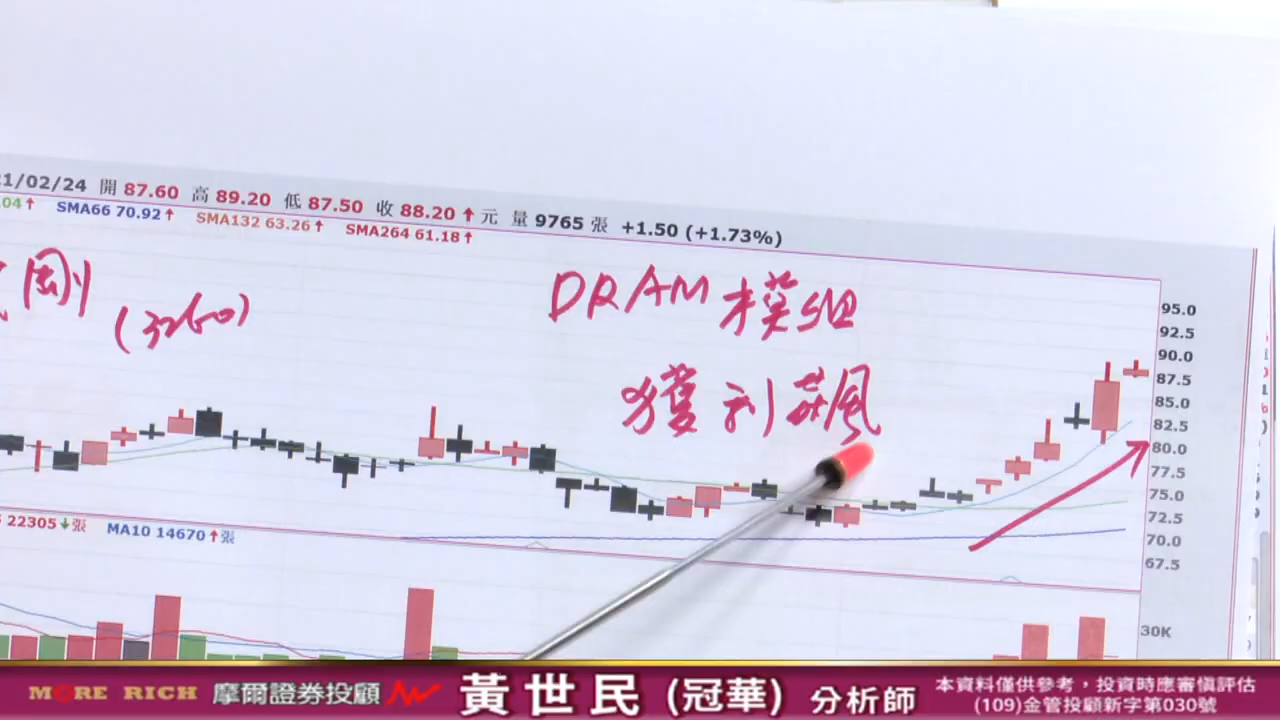 1/02/24 開 87.60 高 89.20 低 87.50 收 88.20 ↑ 元 量 9765 張 +1.50 (+1.73%)
.04↑ SMA66 70.92↑ SMA132 63.26↑ SMA264 61.18↑
剛 (3260)
DRAM模組
獲利飆
95.0
92.5
90.0
87.5
85.0
82.5
80.0
77.5
75.0
72.5
70.0
67.5
22305↓張 MA10 14670↑張
30K
MORE RICH 摩爾證券投顧 黃世民 (冠華) 分析師
本資料僅供參考，投資時應審慎評估
(109)金管投顧新字第030號